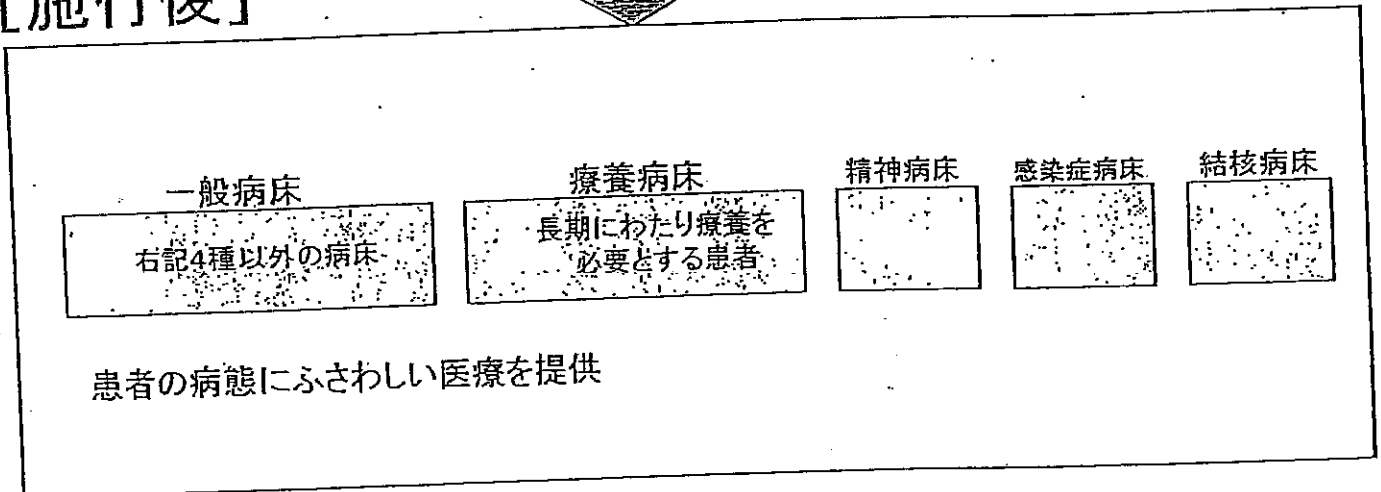 [施行後]
一般病床
右記4種以外の病床
療養病床
長期にわたり療養を
必要とする患者
精神病床
感染症病床
結核病床
患者の病態にふさわしい医療を提供